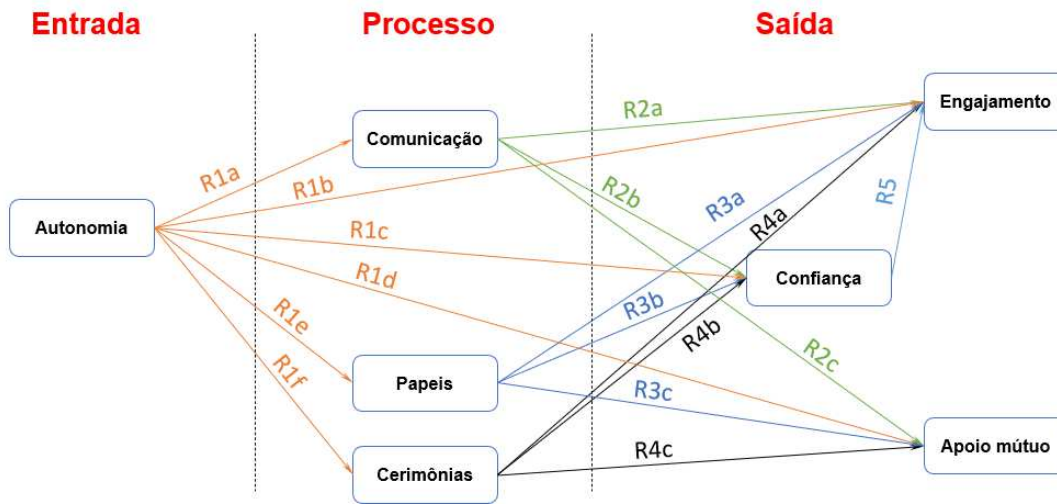 Entrada
Processo
Saída
Engajamento
R2a
Comunicação
R1a
R1b
R2b
R3a
R4a
R5
Autonomia
R1c
Confiança
R1d
R3b
R4b
R1e
R2c
R1f
Papeis
R3c
Apoio mútuo
R4c
Cerimônias